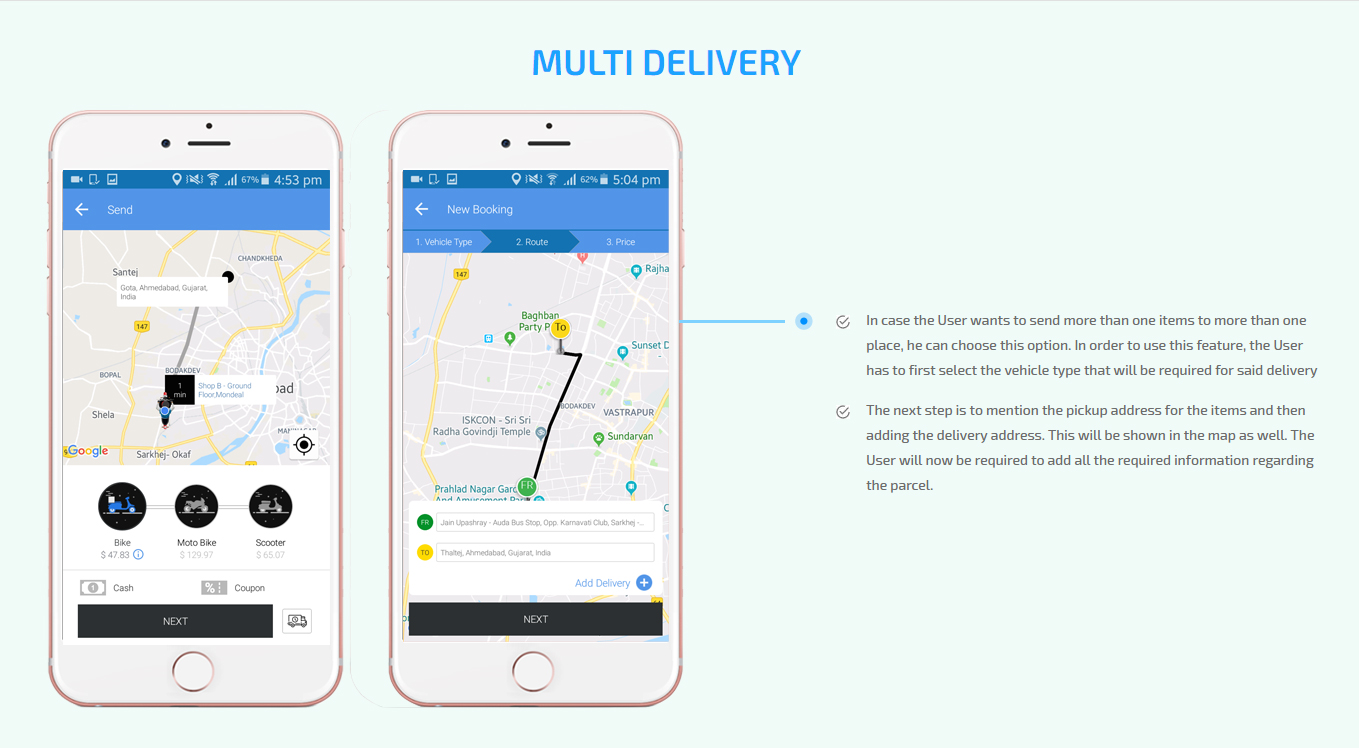 MULTI DELIVERY
67% 4:53 pm
Send
CHANDKHEDA
Santej
Gota, Ahmedabad, Gujarat,
India
147
BOPAL
BODAKDEV
1
min
Shop B - Ground
Floor,Mondeal
bad
Shela
Google
Sarkhej- Okaf
Bike
Moto Bike
Scooter
$ 47.83
$ 129.97
$ 65.07
Cash
Coupon
NEXT
62% 5:04 pm
New Booking
1. Vehicle Type
2. Route
3. Price
147
Rajha
Baghban
Party P
To
Sunset D
BODAKDEV
VASTRAPUR
ISKCON - Sri Sri
Radha Govindji Temple
Sundarvan
FR
Prahlad Nagar Gard
And Amusement Park
FR
Jain Upashray - Auda Bus Stop, Opp. Karnavati Club, Sarkhej -...
TO
Thaltej, Ahmedabad, Gujarat, India
Add Delivery
NEXT
In case the User wants to send more than one items to more than one
place, he can choose this option. In order to use this feature, the User
has to first select the vehicle type that will be required for said delivery
The next step is to mention the pickup address for the items and then
adding the delivery address. This will be shown in the map as well. The
User will now be required to add all the required information regarding
the parcel.